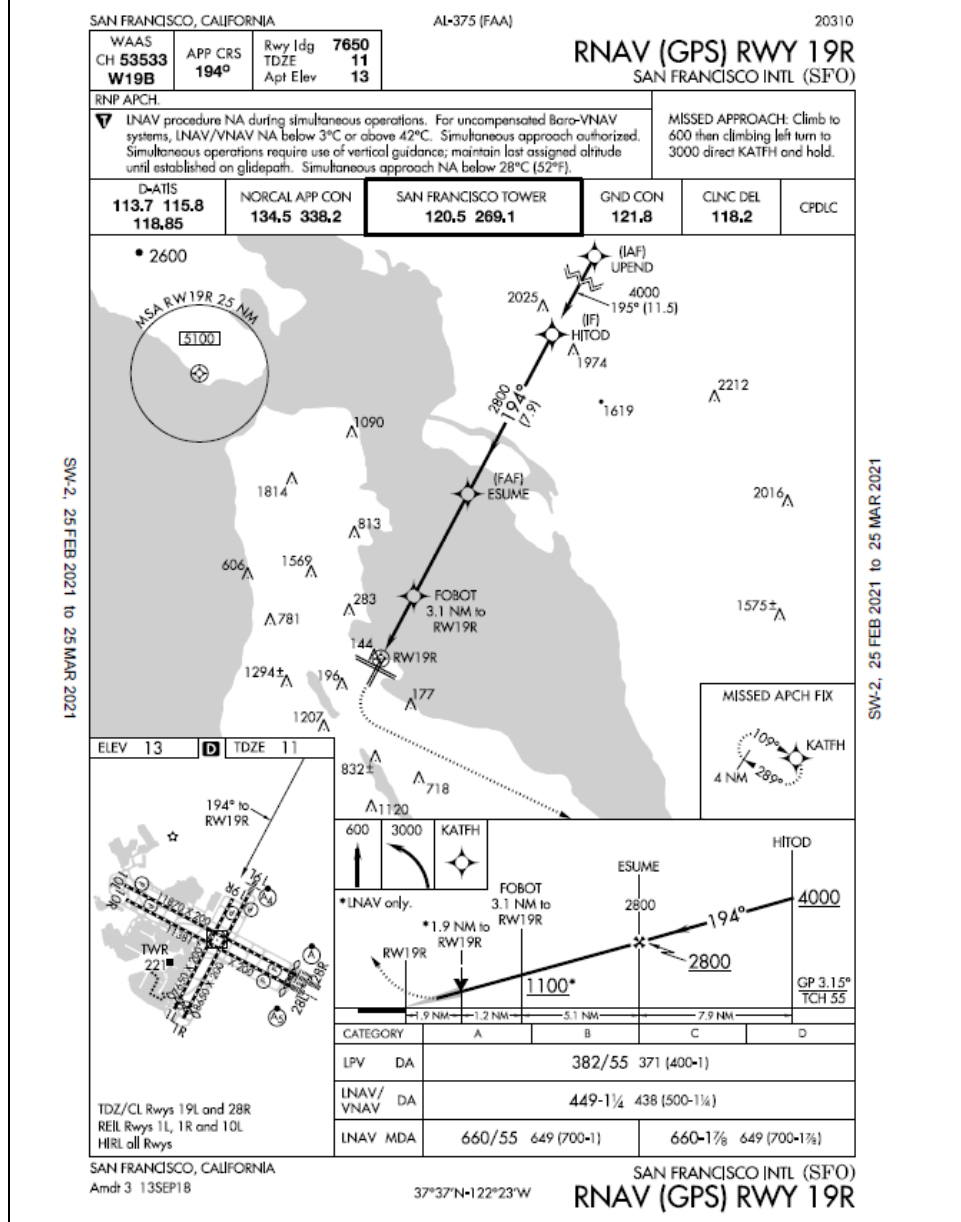 SAN FRANCISCO, CALIFORNIA
AL-375 (FAA)
20310
WAAS
CH 53533
W19B
APP CRS
194°
Rwy ldg 7650
TDZE 11
Apt Elev 13
RNAV (GPS) RWY 19R
SAN FRANCISCO INTL (SFO)
RNP APCH.
T
LNAV procedure NA during simultaneous operations. For uncompensated Baro-VNAV
systems, LNAV/VNAV NA below 3°C or above 42°C. Simultaneous approach authorized.
Simultaneous operations require use of vertical guidance; maintain last assigned altitude
until established on glidepath. Simultaneous approach NA below 28°C (52°F).
MISSED APPROACH: Climb to
600 then climbing left turn to
3000 direct KATFH and hold.
D-ATIS
113.7 115.8
118.85
NORCAL APP CON
134.5 338.2
SAN FRANCISCO TOWER
120.5 269.1
GND CON
121.8
CLNC DEL
118.2
CPDLC
2600
MSA RW19R 25 NM
5100
(IAF)
UPEND
4000
195° (11.5)
2025
(IF)
HITOD
1974
2800
194°
(7.9)
1619
2212
1090
(FAF)
ESUME
1814
2016
813
606
1569
FOBOT
3.1 NM to
RW19R
283
781
1575±
144
RW19R
1294±
196
177
1207
832±
718
1120
MISSED APCH FIX
109°
KATFH
4 NM
289°
SW-2, 25 FEB 2021 to 25 MAR 2021
SW-2, 25 FEB 2021 to 25 MAR 2021
ELEV 13
D
TDZE 11
194° to
RW19R
10L
10R
19L
19R
11870 X 200
11381 X 200
7650 X 200
8650 X 200
TWR
221
1L
1R
28L
28R
A
TDZ/CL Rwys 19L and 28R
REIL Rwys 1L, 1R and 10L
HIRL all Rwys
600
3000
KATFH
*LNAV only.
HITOD
ESUME
FOBOT
3.1 NM to
RW19R
*1.9 NM to
RW19R
RW19R
2800
194°
4000
2800
1100*
GP 3.15°
TCH 55
1.9 NM
1.2 NM
5.1 NM
7.9 NM
CATEGORY A B C D
LPV DA 382/55 371 (400-1)
LNAV/
VNAV DA 449-1¼ 438 (500-1¼)
LNAV MDA 660/55 649 (700-1) 660-1⅞ 649 (700-1⅞)
SAN FRANCISCO, CALIFORNIA
Amdt 3 13SEP18
37°37'N-122°23'W
SAN FRANCISCO INTL (SFO)
RNAV (GPS) RWY 19R